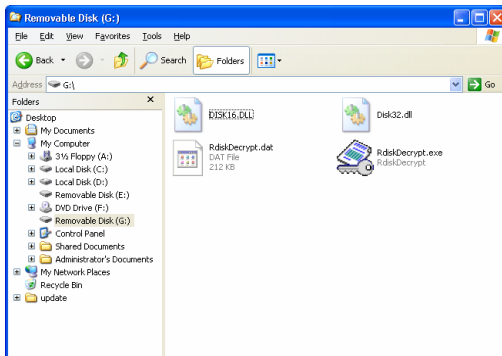 Removable Disk (G:)
File Edit View Favorites Tools Help
Back Search Folders
Address G:\ Go
Folders
Desktop
My Documents
My Computer
3½ Floppy (A:)
Local Disk (C:)
Local Disk (D:)
Removable Disk (E:)
DVD Drive (F:)
Removable Disk (G:)
Control Panel
Shared Documents
Administrator's Documents
My Network Places
Recycle Bin
update
DISK16.DLL
Disk32.dll
RdiskDecrypt.dat
DAT File
212 KB
RdiskDecrypt.exe
RdiskDecrypt